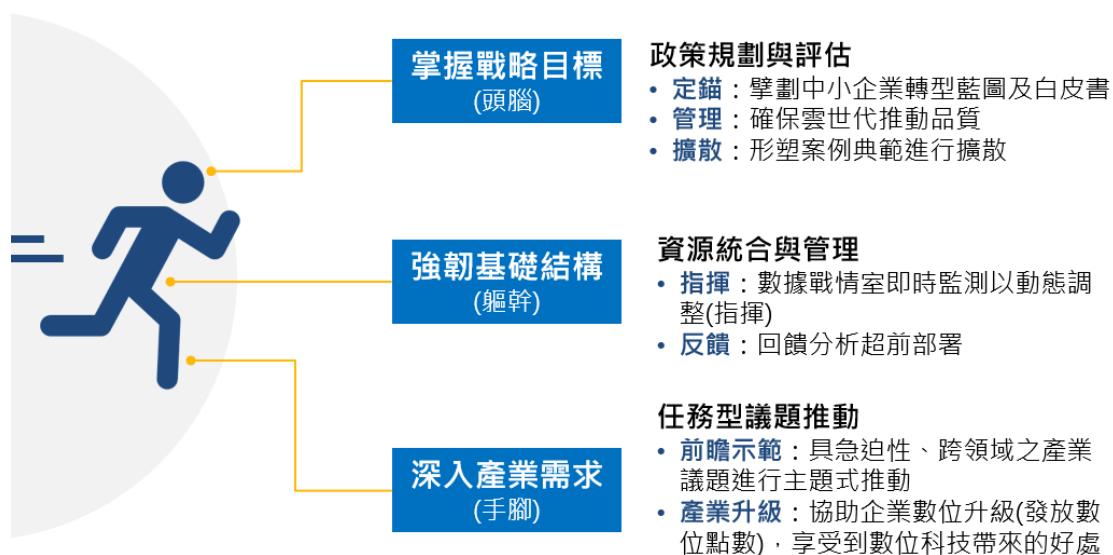 掌握戰略目標
(頭腦)
政策規劃與評估
• 定錨：擘劃中小企業轉型藍圖及白皮書
• 管理：確保雲世代推動品質
• 擴散：形塑案例典範進行擴散
強韌基礎結構
(軀幹)
資源統合與管理
• 指揮：數據戰情室即時監測以動態調
整(指揮)
• 反饋：回饋分析超前部署
深入產業需求
(手腳)
任務型議題推動
• 前瞻示範：具急迫性、跨領域之產業
議題進行主題式推動
• 產業升級：協助企業數位升級(發放數
位點數)，享受到數位科技帶來的好處